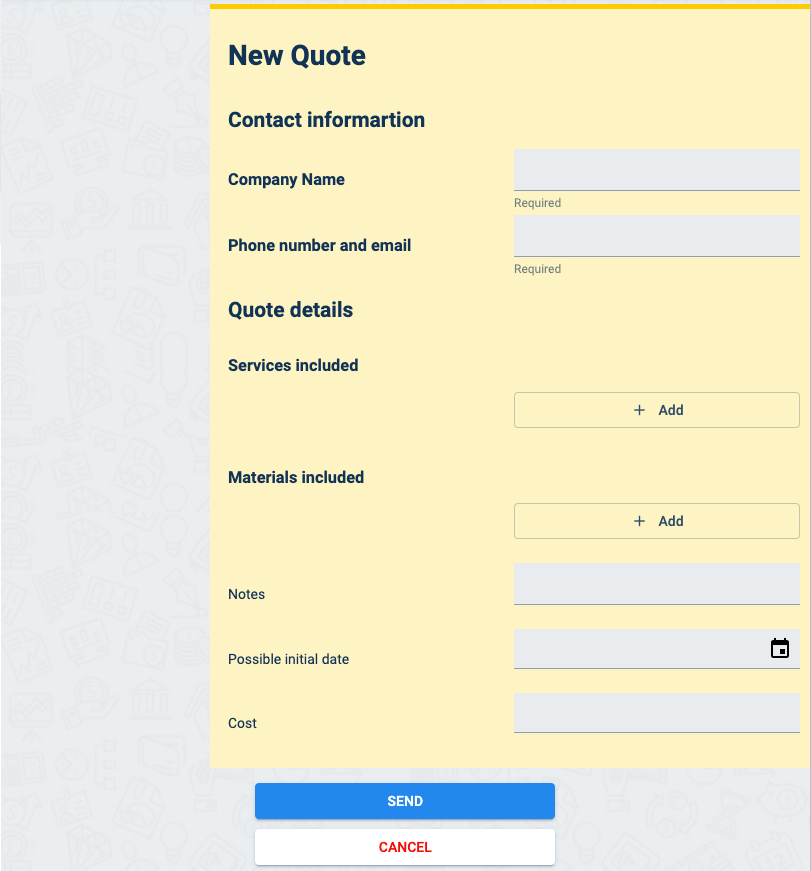 New Quote
Contact informartion
Company Name
Required
Phone number and email
Required
Quote details
Services included
+ Add
Materials included
+ Add
Notes
Possible initial date
Cost
SEND
CANCEL